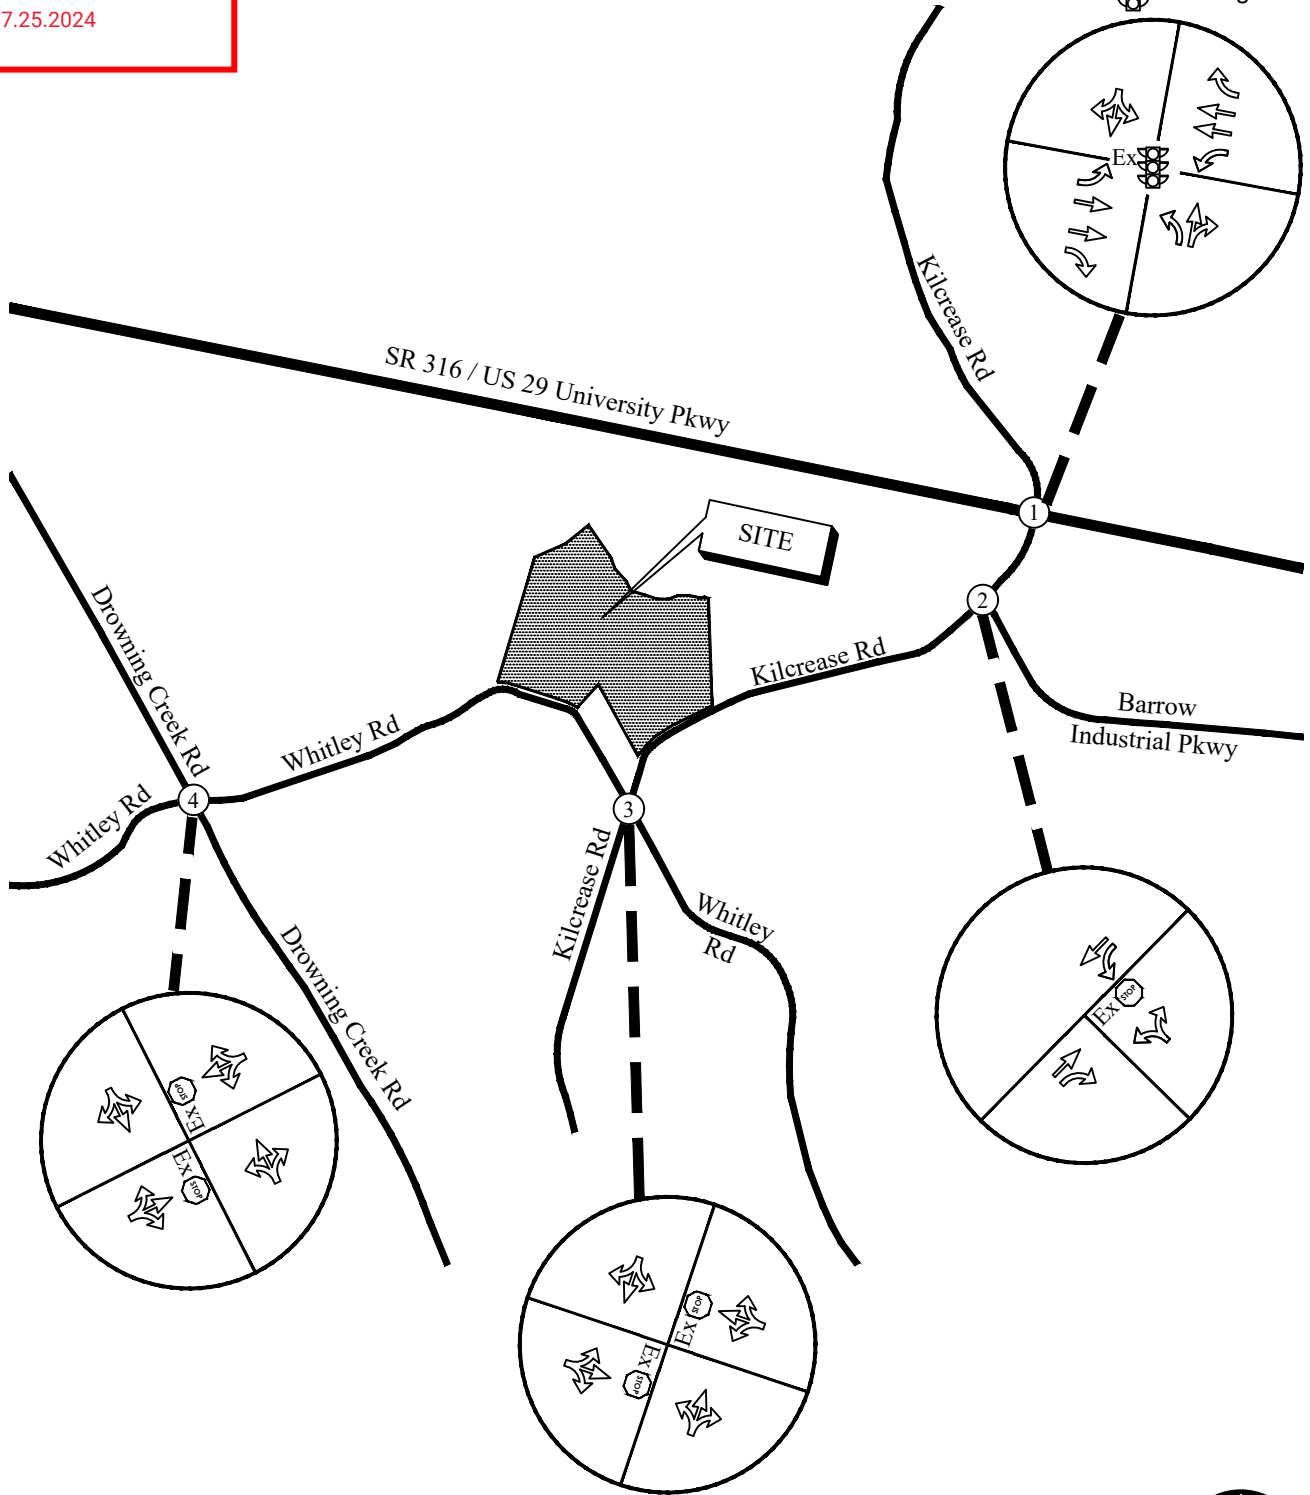 7.25.2024
Ex
Kilcrease Rd
SR 316 / US 29 University Pkwy
1
SITE
2
Drowning Creek Rd
Kilcrease Rd
Barrow
Industrial Pkwy
Whitley Rd
4
Whitley Rd
3
Kilcrease Rd
Whitley
Rd
Drowning Creek Rd
STOP
Ex
STOP
Ex
Ex
STOP
STOP
Ex
Ex
STOP